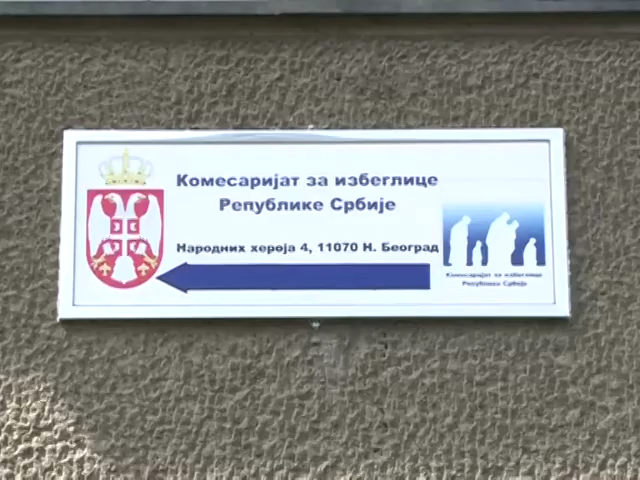 Комесаријат за избеглице
Републике Србије
Народних хероја 4, 11070 Н. Београд
Комесаријат за избеглице
Републике Србије